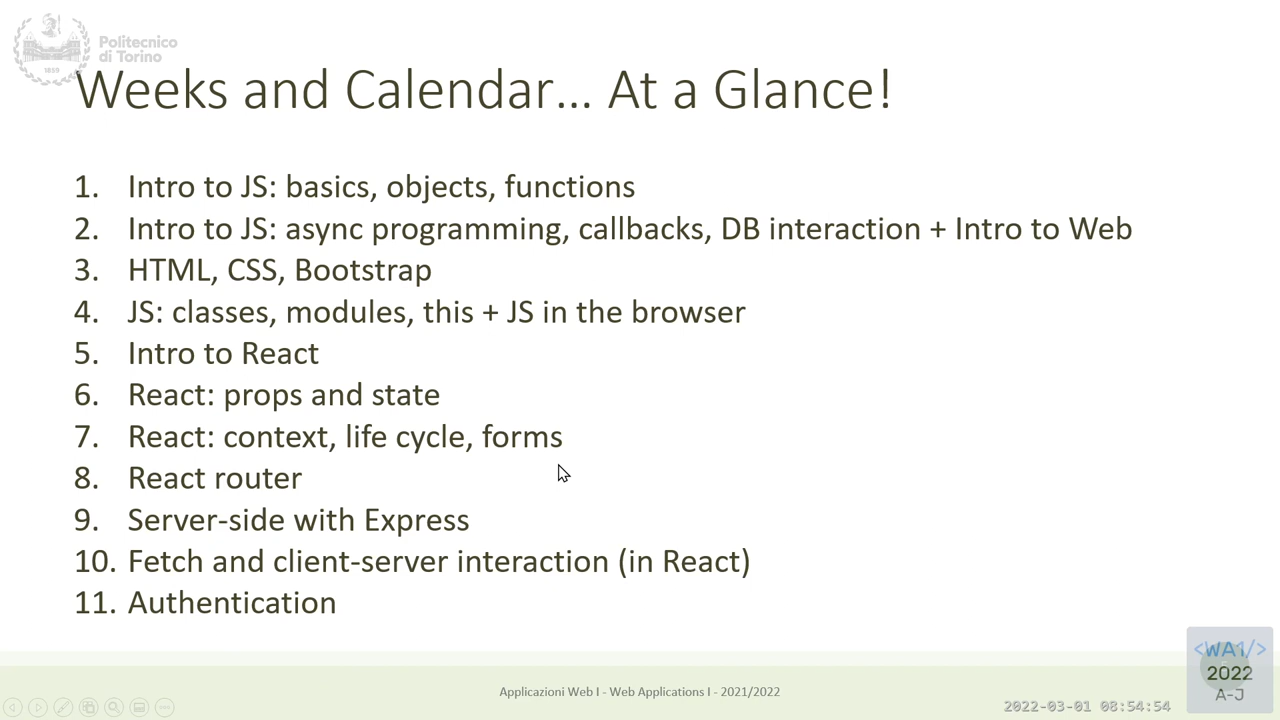 Politecnico
di Torino
1859
Weeks and Calendar... At a Glance!
1. Intro to JS: basics, objects, functions
2. Intro to JS: async programming, callbacks, DB interaction + Intro to Web
3. HTML, CSS, Bootstrap
4. JS: classes, modules, this + JS in the browser
5. Intro to React
6. React: props and state
7. React: context, life cycle, forms
8. React router
9. Server-side with Express
10. Fetch and client-server interaction (in React)
11. Authentication
Applicazioni Web I - Web Applications I - 2021/2022
2022-03-01 08:54:54
<WA1/>
2022
A-J